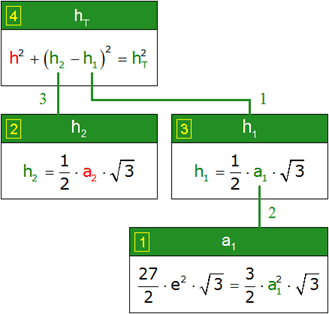 4 h_T
h² + (h₂ − h₁)² = h_T²
3 1
2 h₂
3 h₁
h₂ = 1/2 · a₂ · √3
h₁ = 1/2 · a₁ · √3
2
1 a₁
27/2 · e² · √3 = 3/2 · a₁² · √3